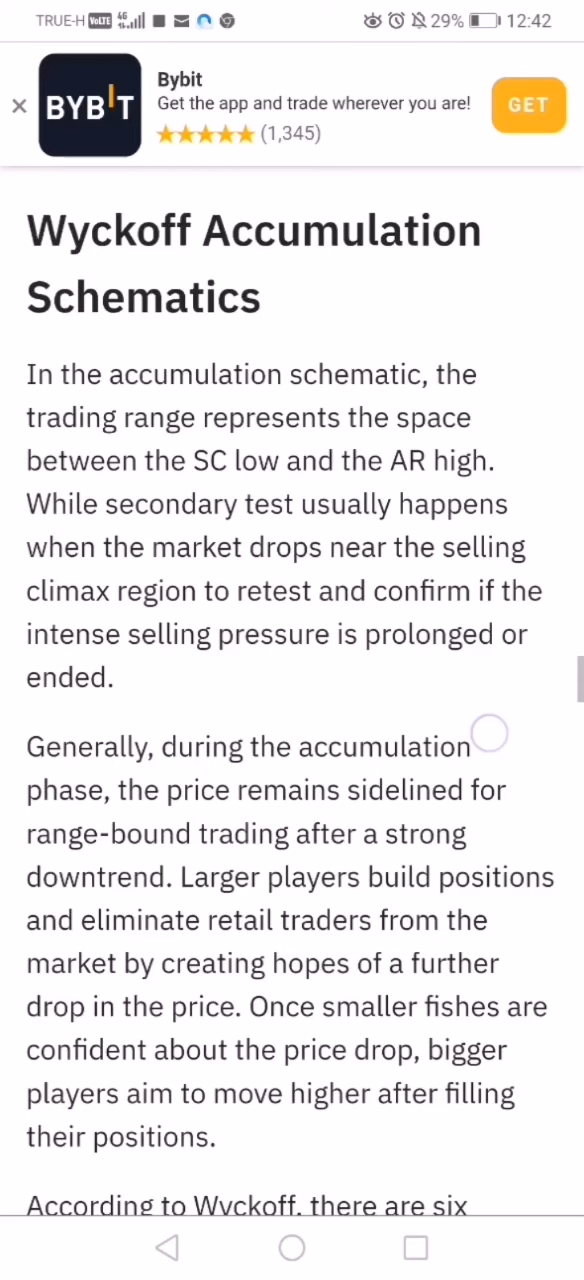 TRUE-H VoLTE 4G 29% 12:42
× BYBIT Bybit
Get the app and trade wherever you are!
(1,345)
GET
Wyckoff Accumulation
Schematics
In the accumulation schematic, the
trading range represents the space
between the SC low and the AR high.
While secondary test usually happens
when the market drops near the selling
climax region to retest and confirm if the
intense selling pressure is prolonged or
ended.
Generally, during the accumulation
phase, the price remains sidelined for
range-bound trading after a strong
downtrend. Larger players build positions
and eliminate retail traders from the
market by creating hopes of a further
drop in the price. Once smaller fishes are
confident about the price drop, bigger
players aim to move higher after filling
their positions.
According to Wyckoff, there are six